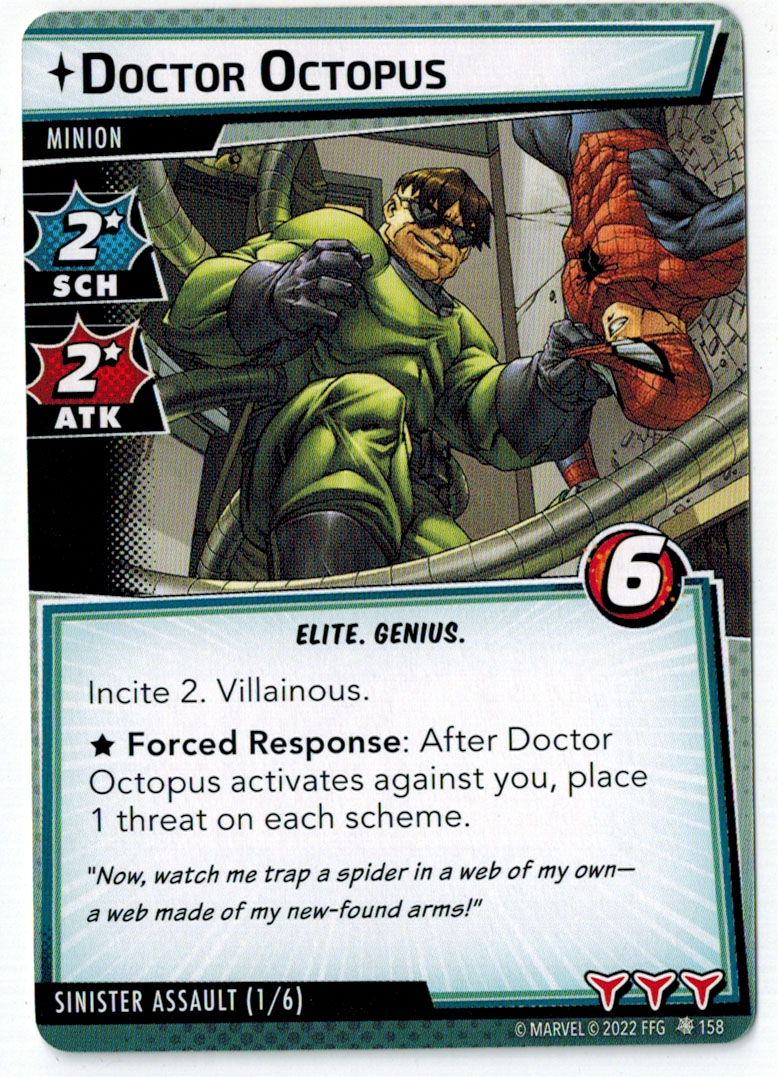 DOCTOR OCTOPUS
MINION
2★
SCH
2★
ATK
6
ELITE. GENIUS.
Incite 2. Villainous.
★ Forced Response: After Doctor
Octopus activates against you, place
1 threat on each scheme.
"Now, watch me trap a spider in a web of my own—
a web made of my new-found arms!"
SINISTER ASSAULT (1/6)
© MARVEL © 2022 FFG 158